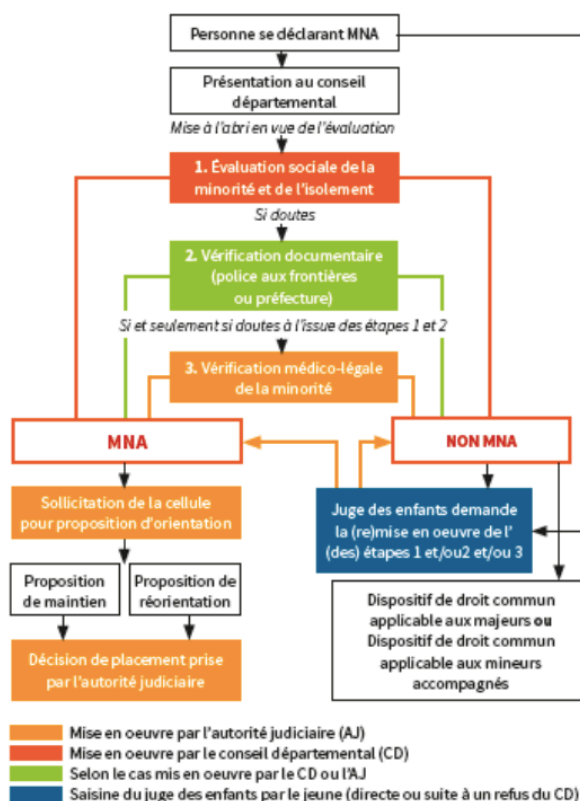 Personne se déclarant MNA
Présentation au conseil
départemental
Mise à l'abri en vue de l'évaluation
1. Évaluation sociale de la
minorité et de l'isolement
Si doutes
2. Vérification documentaire
(police aux frontières
ou préfecture)
Si et seulement si doutes à l'issue des étapes 1 et 2
3. Vérification médico-légale
de la minorité
MNA
NON MNA
Sollicitation de la cellule
pour proposition d'orientation
Juge des enfants demande
la (re)mise en oeuvre de l'
(des) étapes 1 et/ou2 et/ou 3
Proposition
de maintien
Proposition de
réorientation
Décision de placement prise
par l'autorité judiciaire
Dispositif de droit commun
applicable aux majeurs ou
Dispositif de droit commun
applicable aux mineurs
accompagnés
Mise en oeuvre par l'autorité judiciaire (AJ)
Mise en oeuvre par le conseil départemental (CD)
Selon le cas mis en oeuvre par le CD ou l'AJ
Saisine du juge des enfants par le jeune (directe ou suite à un refus du CD)